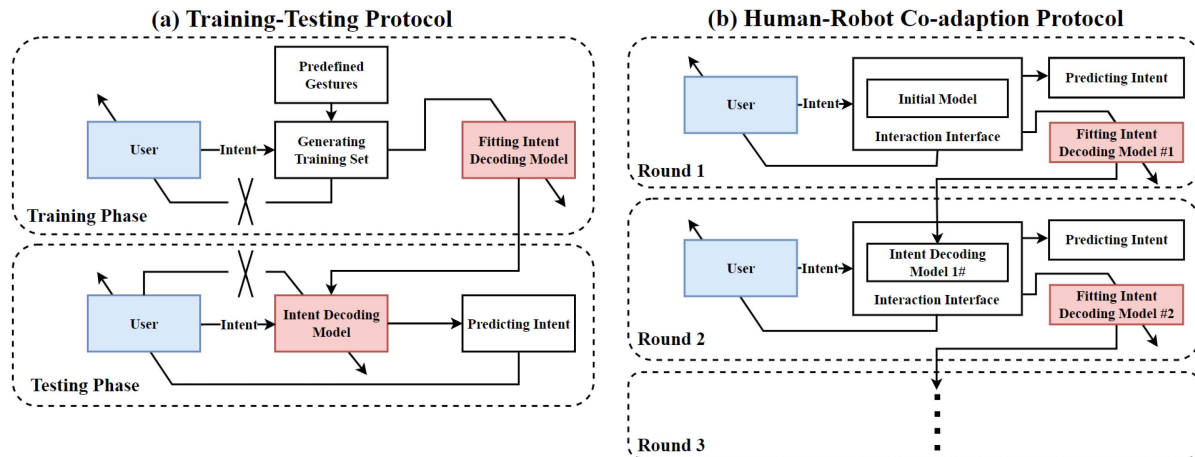 (a) Training-Testing Protocol
Predefined
Gestures
User
Intent
Generating
Training Set
Fitting Intent
Decoding Model
Training Phase
User
Intent
Intent Decoding
Model
Predicting Intent
Testing Phase
(b) Human-Robot Co-adaption Protocol
User
Intent
Initial Model
Interaction Interface
Predicting Intent
Fitting Intent
Decoding Model #1
Round 1
User
Intent
Intent Decoding
Model 1#
Interaction Interface
Predicting Intent
Fitting Intent
Decoding Model #2
Round 2
Round 3